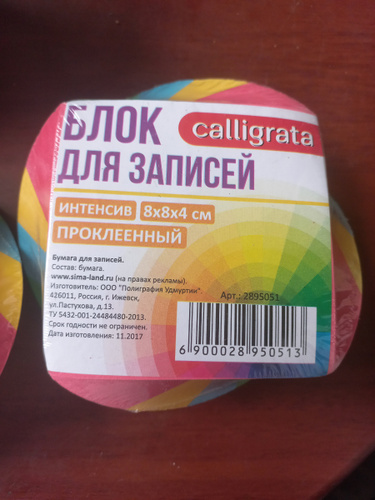 БЛОК
calligrata
ДЛЯ ЗАПИСЕЙ
ИНТЕНСИВ 8х8х4 см
ПРОКЛЕЕННЫЙ
Бумага для записей.
Состав: бумага.
www.sima-land.ru (на правах рекламы).
Изготовитель: ООО "Полиграфия Удмуртии"
426011, Россия, г. Ижевск,
ул.Пастухова, д.13.
ТУ 5432-001-24484480-2013.
Срок годности не ограничен.
Дата изготовления: 11.2017
Арт.: 2895051
6 900028 950513